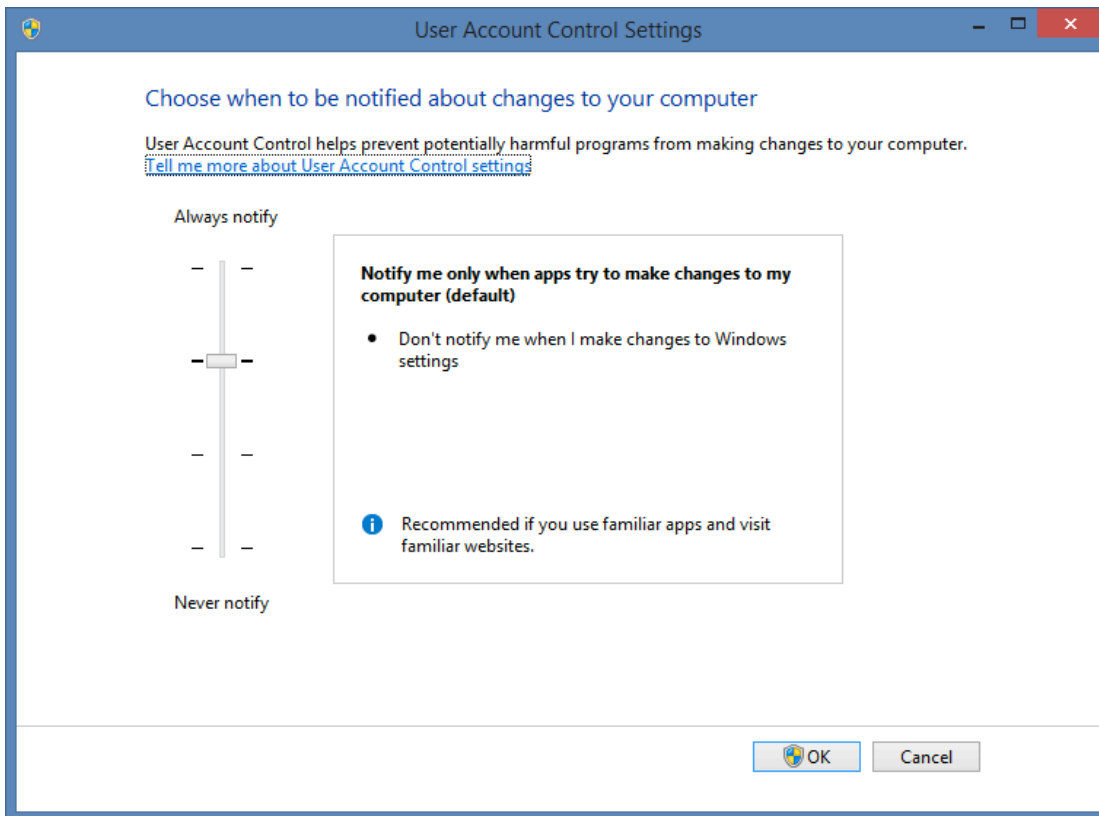 User Account Control Settings
Choose when to be notified about changes to your computer
User Account Control helps prevent potentially harmful programs from making changes to your computer.
Tell me more about User Account Control settings
Always notify
Notify me only when apps try to make changes to my
computer (default)
• Don't notify me when I make changes to Windows
settings
Recommended if you use familiar apps and visit
familiar websites.
Never notify
OK
Cancel